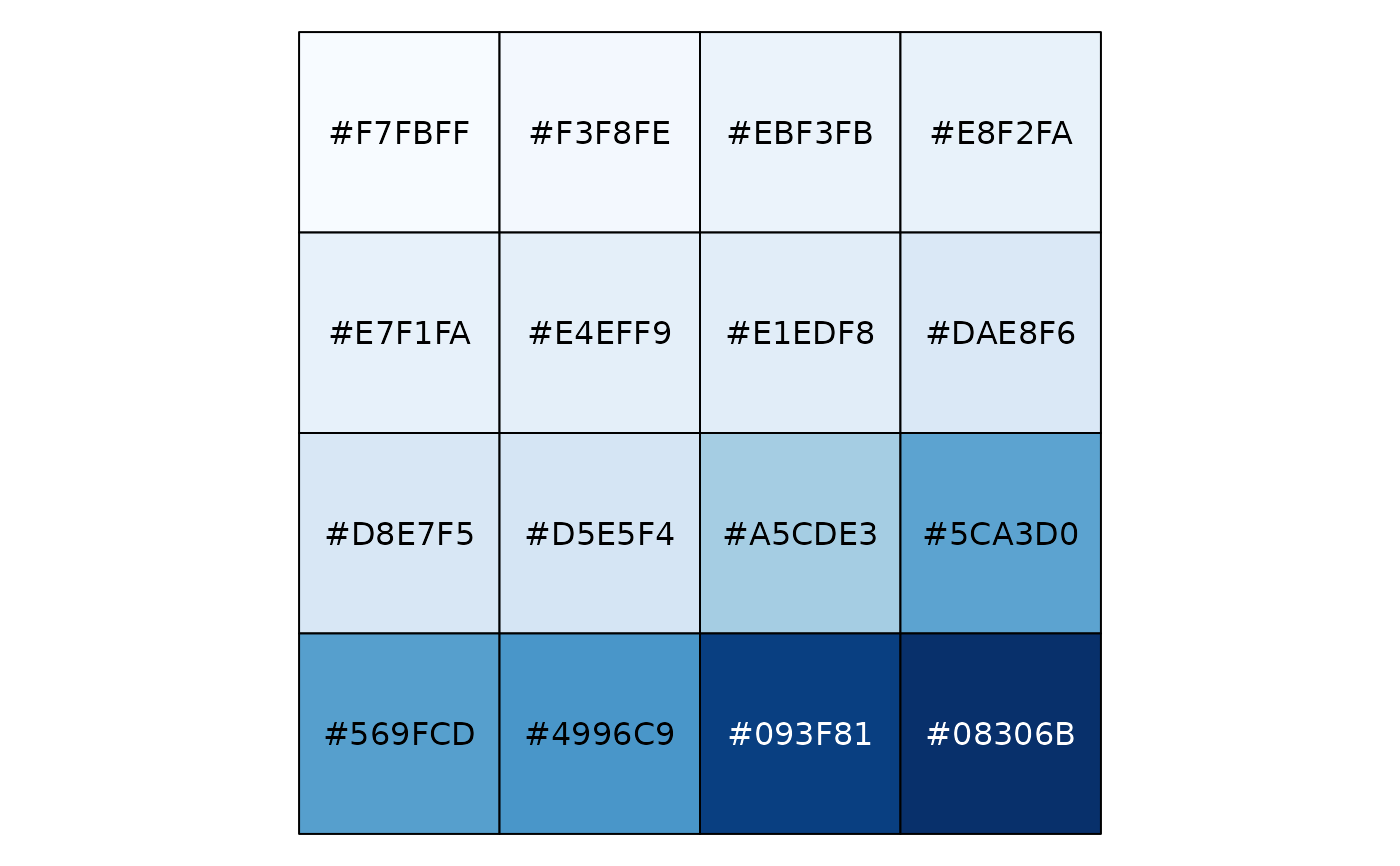 #F7FBFF #F3F8FE #EBF3FB #E8F2FA
#E7F1FA #E4EFF9 #E1EDF8 #DAE8F6
#D8E7F5 #D5E5F4 #A5CDE3 #5CA3D0
#569FCD #4996C9 #093F81 #08306B